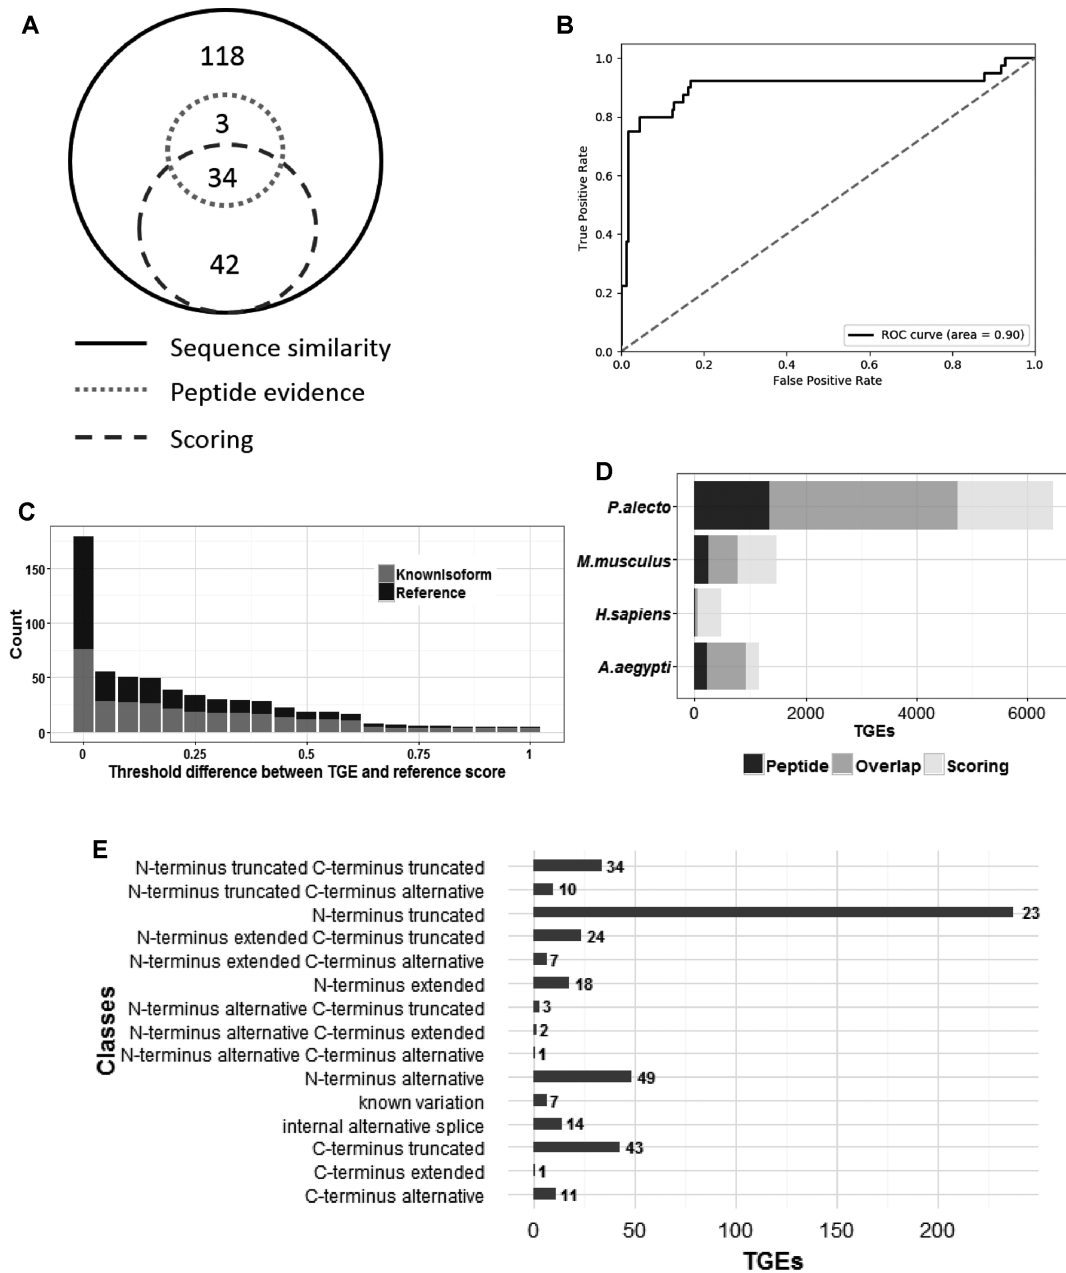 A
118
3
34
42
Sequence similarity
Peptide evidence
Scoring
B
1.0
0.8
0.6
0.4
0.2
0.0
True Positive Rate
ROC curve (area = 0.90)
0.0 0.2 0.4 0.6 0.8 1.0
False Positive Rate
C
150
100
50
0
Count
KnownIsoform
Reference
0 0.25 0.5 0.75 1
Threshold difference between TGE and reference score
D
P.alecto
M.musculus
H.sapiens
A.aegypti
0 2000 4000 6000
TGEs
Peptide Overlap Scoring
E
Classes
N-terminus truncated C-terminus truncated 34
N-terminus truncated C-terminus alternative 10
N-terminus truncated 23
N-terminus extended C-terminus truncated 24
N-terminus extended C-terminus alternative 7
N-terminus extended 18
N-terminus alternative C-terminus truncated 3
N-terminus alternative C-terminus extended 2
N-terminus alternative C-terminus alternative 1
N-terminus alternative 49
known variation 7
internal alternative splice 14
C-terminus truncated 43
C-terminus extended 1
C-terminus alternative 11
0 50 100 150 200
TGEs